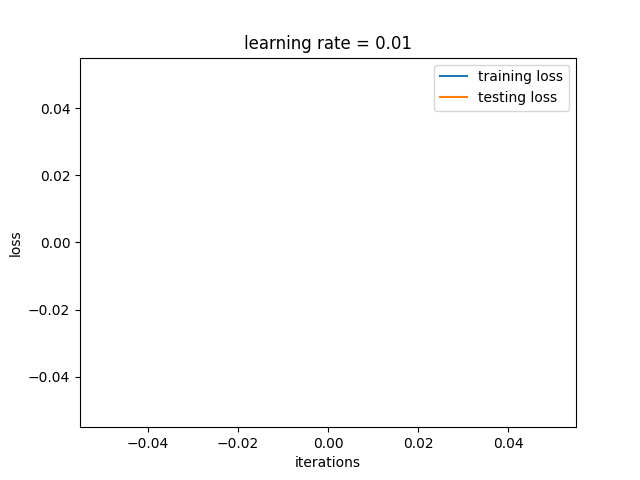 learning rate = 0.01
training loss
testing loss
0.04
0.02
0.00
−0.02
−0.04
loss
−0.04 −0.02 0.00 0.02 0.04
iterations